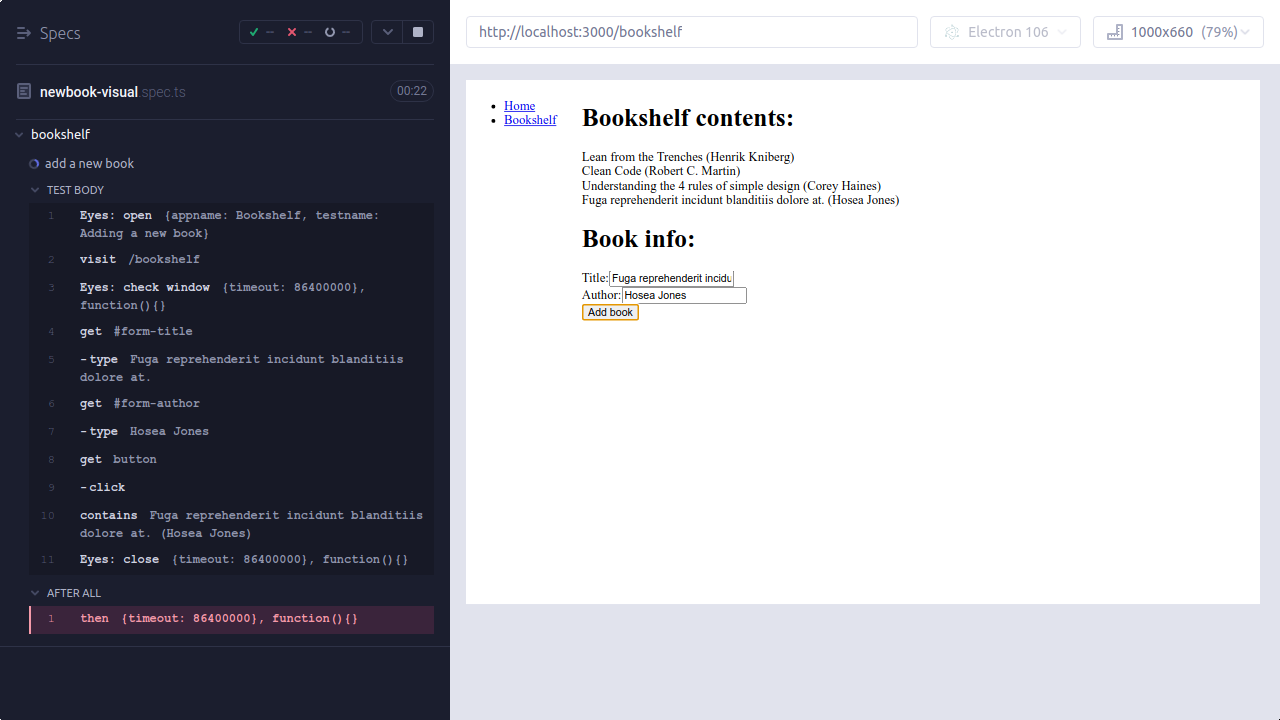 Specs
newbook-visual.spec.ts
00:22
bookshelf
add a new book
TEST BODY
1 Eyes: open {appname: Bookshelf, testname:
Adding a new book}
2 visit /bookshelf
3 Eyes: check window {timeout: 86400000},
function(){}
4 get #form-title
5 -type Fuga reprehenderit incidunt blanditiis
dolore at.
6 get #form-author
7 -type Hosea Jones
8 get button
9 -click
10 contains Fuga reprehenderit incidunt blanditiis
dolore at. (Hosea Jones)
11 Eyes: close {timeout: 86400000}, function(){}
AFTER ALL
1 then {timeout: 86400000}, function(){}
http://localhost:3000/bookshelf
Electron 106
1000x660 (79%)
Home
Bookshelf
Bookshelf contents:
Lean from the Trenches (Henrik Kniberg)
Clean Code (Robert C. Martin)
Understanding the 4 rules of simple design (Corey Haines)
Fuga reprehenderit incidunt blanditiis dolore at. (Hosea Jones)
Book info:
Title: Fuga reprehenderit incidu
Author: Hosea Jones
Add book